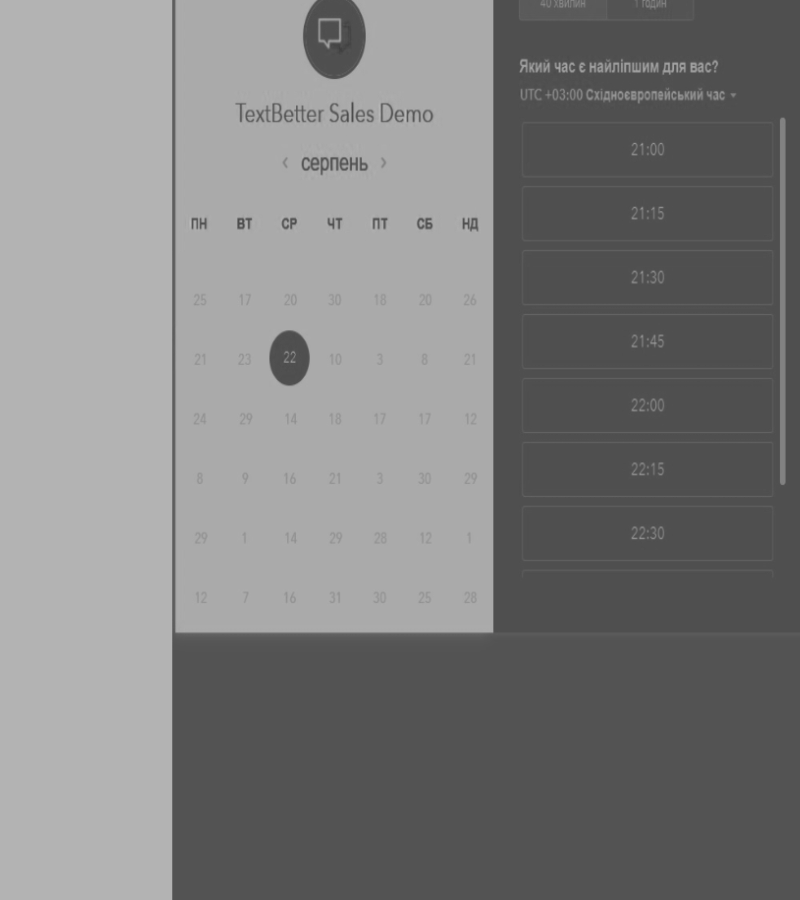 TextBetter Sales Demo
‹ серпень ›
ПН ВТ СР ЧТ ПТ СБ НД
25 17 20 30 18 20 26
21 23 22 10 3 8 21
24 29 14 18 17 17 12
8 9 16 21 3 30 29
29 1 14 29 28 12 1
12 7 16 31 30 25 28
40 хвилин 1 годин
Який час є найліпшим для вас?
UTC +03:00 Східноєвропейський час
21:00
21:15
21:30
21:45
22:00
22:15
22:30